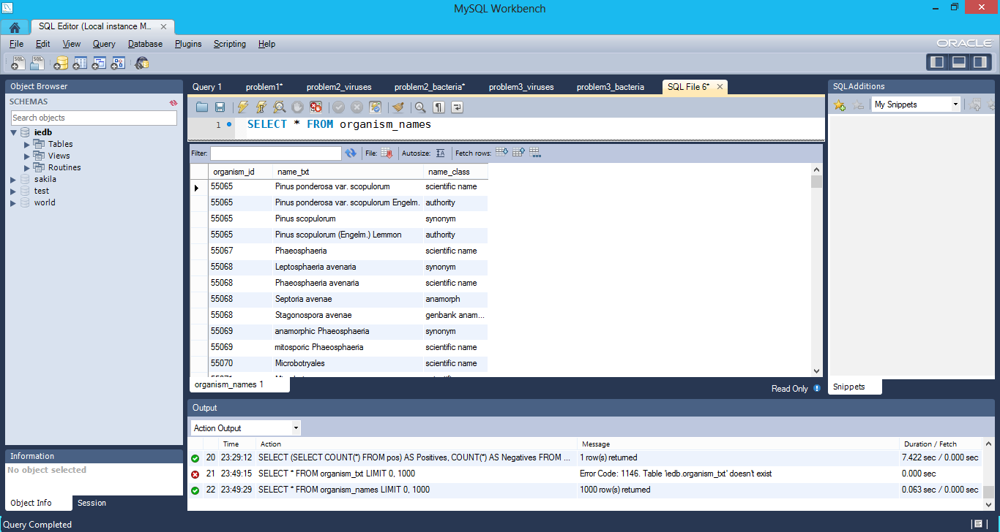 MySQL Workbench
SQL Editor (Local instance M...
File Edit View Query Database Plugins Scripting Help
ORACLE
SQL SQL
Object Browser
SCHEMAS
Search objects
iedb
Tables
Views
Routines
sakila
test
world
Information
No object selected
Object Info Session
Query 1 problem1* problem2_viruses problem2_bacteria* problem3_viruses problem3_bacteria SQL File 6*
1 SELECT * FROM organism_names
Filter: File: Autosize: Fetch rows:
organism_id name_txt name_class
55065 Pinus ponderosa var. scopulorum scientific name
55065 Pinus ponderosa var. scopulorum Engelm. authority
55065 Pinus scopulorum synonym
55065 Pinus scopulorum (Engelm.) Lemmon authority
55067 Phaeosphaeria scientific name
55068 Leptosphaeria avenaria synonym
55068 Phaeosphaeria avenaria scientific name
55068 Septoria avenae anamorph
55068 Stagonospora avenae genbank anam...
55069 anamorphic Phaeosphaeria synonym
55069 mitosporic Phaeosphaeria scientific name
55070 Microbotryales scientific name
organism_names 1
Read Only
SQLAdditions
My Snippets
Snippets
Output
Action Output
Time Action Message Duration / Fetch
20 23:29:12 SELECT (SELECT COUNT(*) FROM pos) AS Positives, COUNT(*) AS Negatives FROM ... 1 row(s) returned 7.422 sec / 0.000 sec
21 23:49:15 SELECT * FROM organism_txt LIMIT 0, 1000 Error Code: 1146. Table 'iedb.organism_txt' doesn't exist 0.000 sec
22 23:49:29 SELECT * FROM organism_names LIMIT 0, 1000 1000 row(s) returned 0.063 sec / 0.000 sec
Query Completed